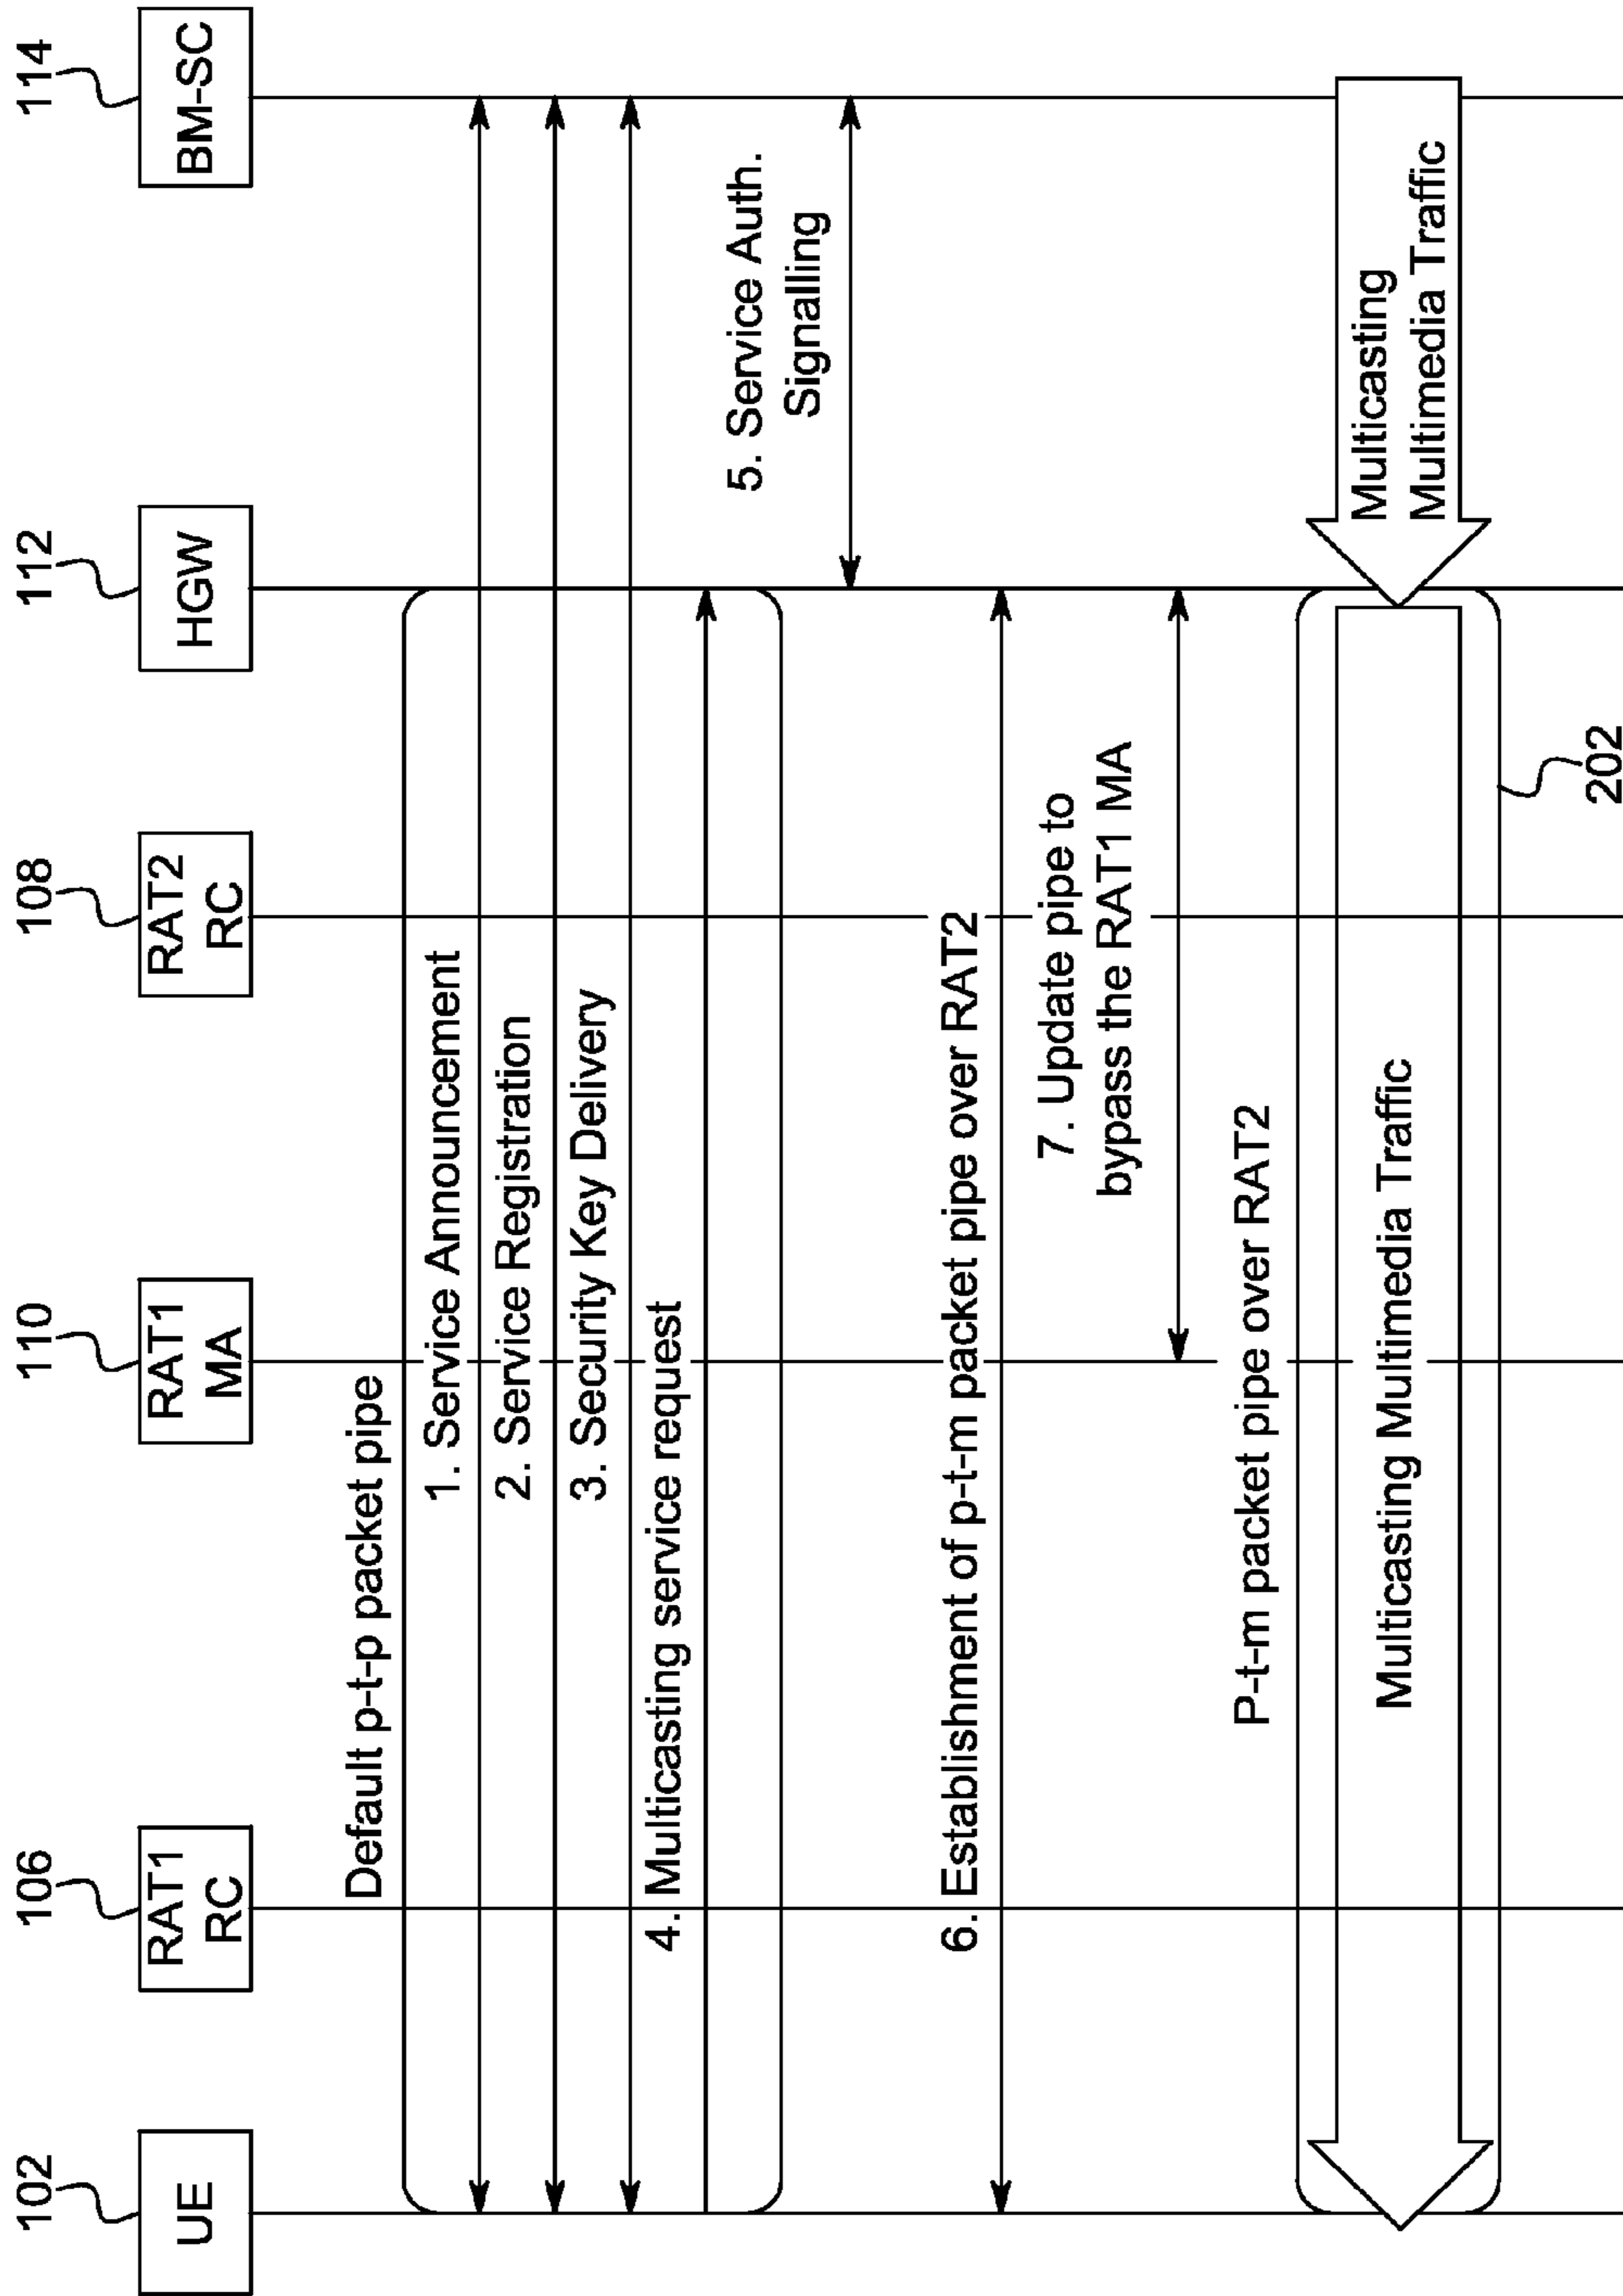 102
106
110
108
112
114
UE
RAT1
RC
RAT1
MA
RAT2
RC
HGW
BM-SC
Default p-t-p packet pipe
1. Service Announcement
2. Service Registration
3. Security Key Delivery
4. Multicasting service request
5. Service Auth.
Signalling
6. Establishment of p-t-m packet pipe over RAT2
7. Update pipe to
bypass the RAT1 MA
P-t-m packet pipe over RAT2
Multicasting Multimedia Traffic
Multicasting
Multimedia Traffic
202